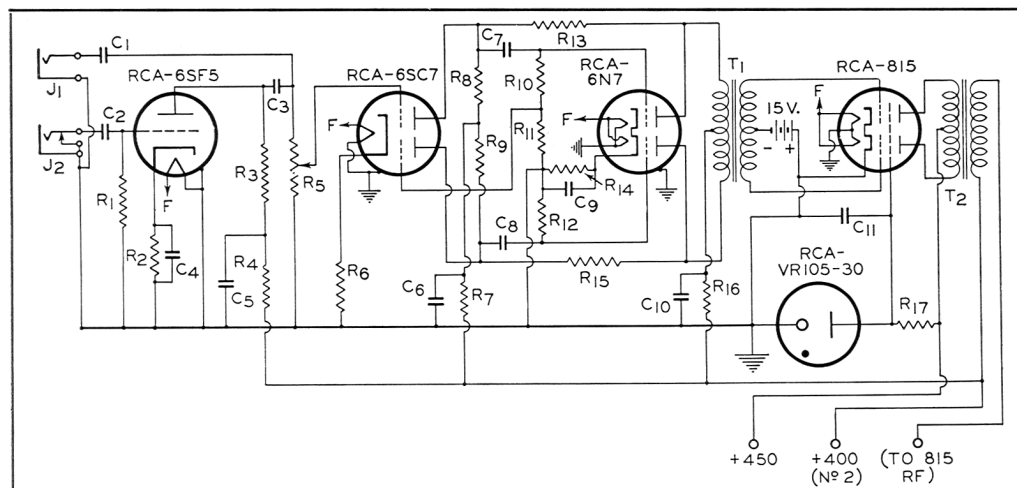 C1
J1
RCA-6SF5
C2
J2
R1
F
R2
C4
C3
R3
R5
C5
R4
RCA-6SC7
F
R6
C6
R7
C7
R8
R9
R10
R11
R12
C8
R13
RCA-
6N7
F
R14
C9
R15
C10
R16
T1
15 V.
- +
RCA-815
F
C11
T2
RCA-
VR105-30
R17
+450
+400
(Nº 2)
(TO 815
RF)